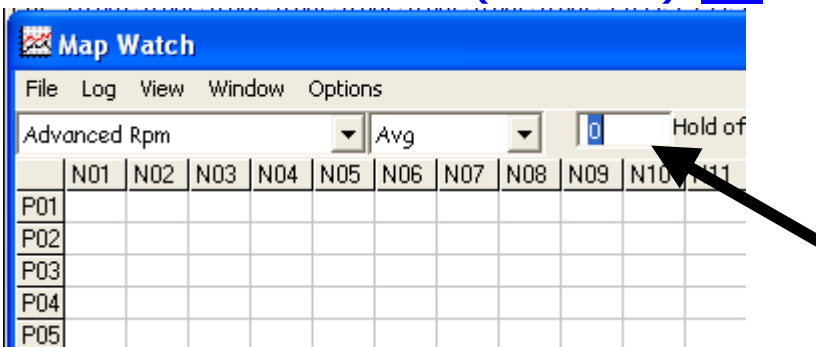 Map Watch
File Log View Window Options
Advanced Rpm Avg 0 Hold of
N01 N02 N03 N04 N05 N06 N07 N08 N09 N10 N11
P01
P02
P03
P04
P05